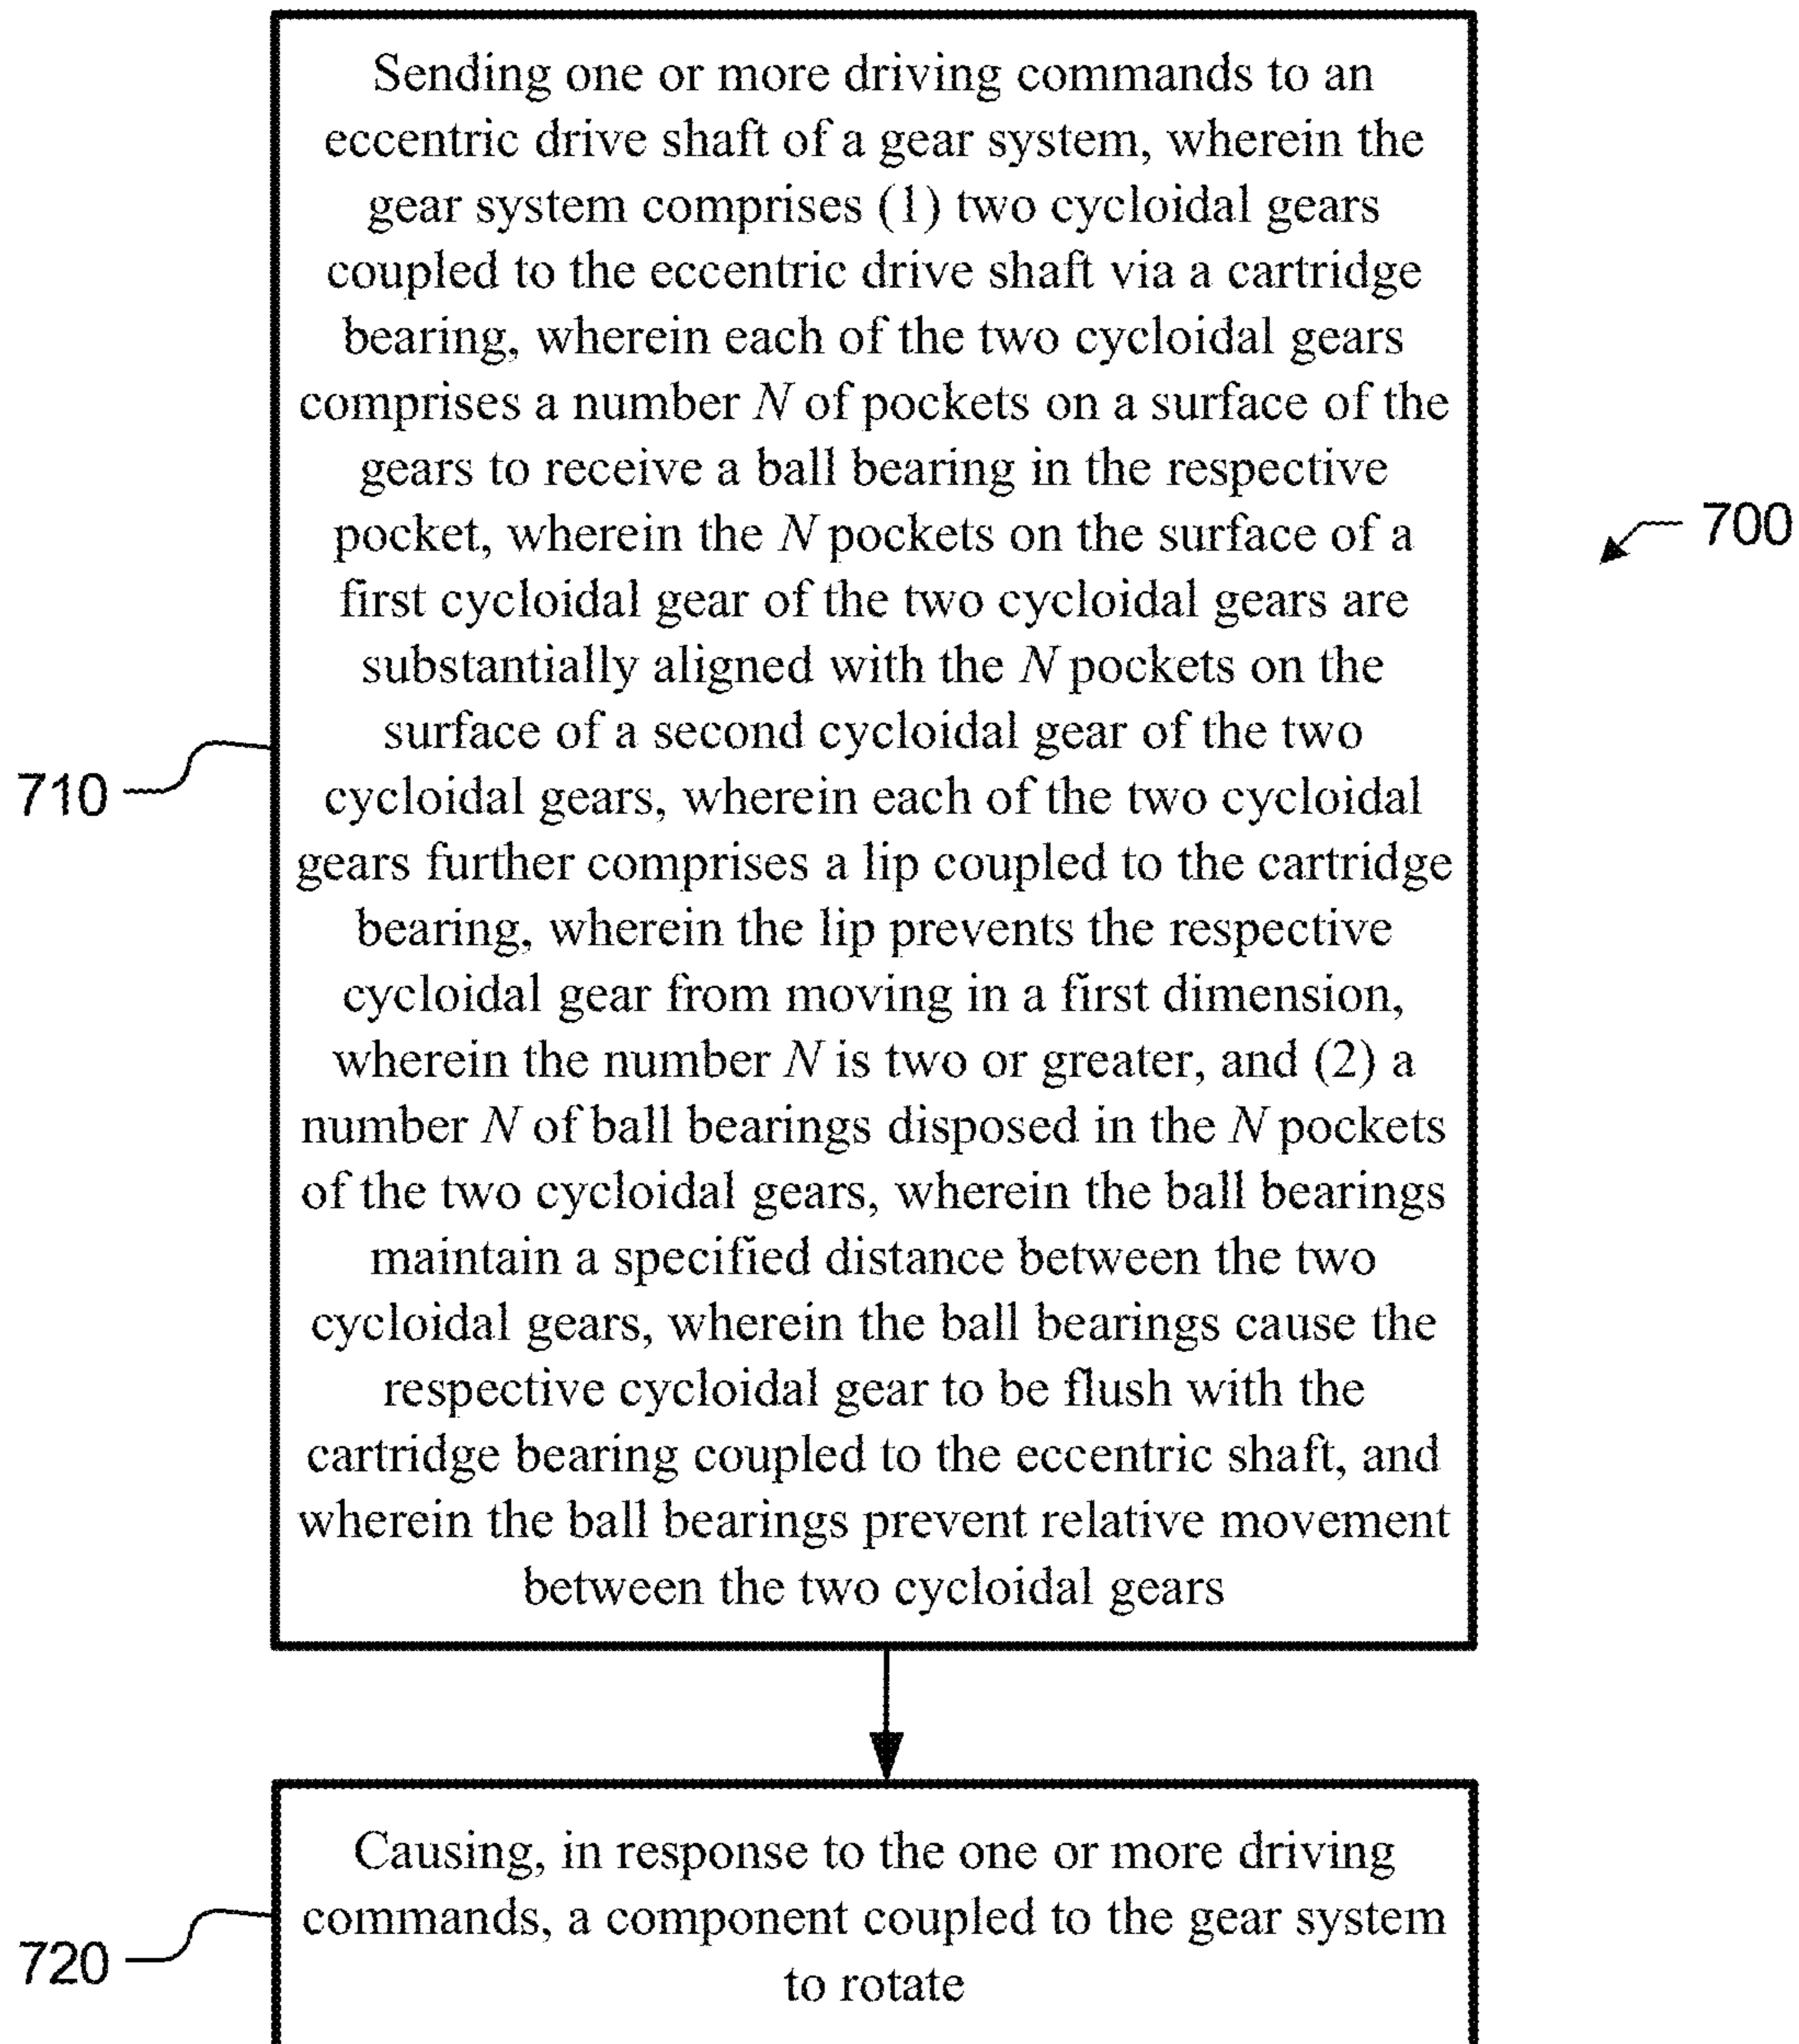 Sending one or more driving commands to an
eccentric drive shaft of a gear system, wherein the
gear system comprises (1) two cycloidal gears
coupled to the eccentric drive shaft via a cartridge
bearing, wherein each of the two cycloidal gears
comprises a number N of pockets on a surface of the
gears to receive a ball bearing in the respective
pocket, wherein the N pockets on the surface of a
first cycloidal gear of the two cycloidal gears are
substantially aligned with the N pockets on the
surface of a second cycloidal gear of the two
cycloidal gears, wherein each of the two cycloidal
gears further comprises a lip coupled to the cartridge
bearing, wherein the lip prevents the respective
cycloidal gear from moving in a first dimension,
wherein the number N is two or greater, and (2) a
number N of ball bearings disposed in the N pockets
of the two cycloidal gears, wherein the ball bearings
maintain a specified distance between the two
cycloidal gears, wherein the ball bearings cause the
respective cycloidal gear to be flush with the
cartridge bearing coupled to the eccentric shaft, and
wherein the ball bearings prevent relative movement
between the two cycloidal gears
700
710
Causing, in response to the one or more driving
commands, a component coupled to the gear system
to rotate
720